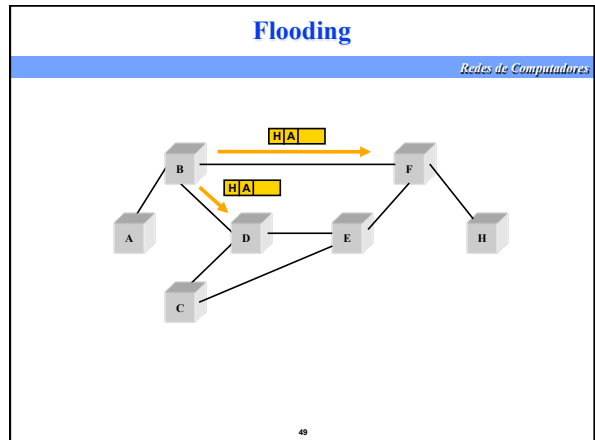 Flooding
Redes de Computadores
H A
B F
H A
A D E H
C
49